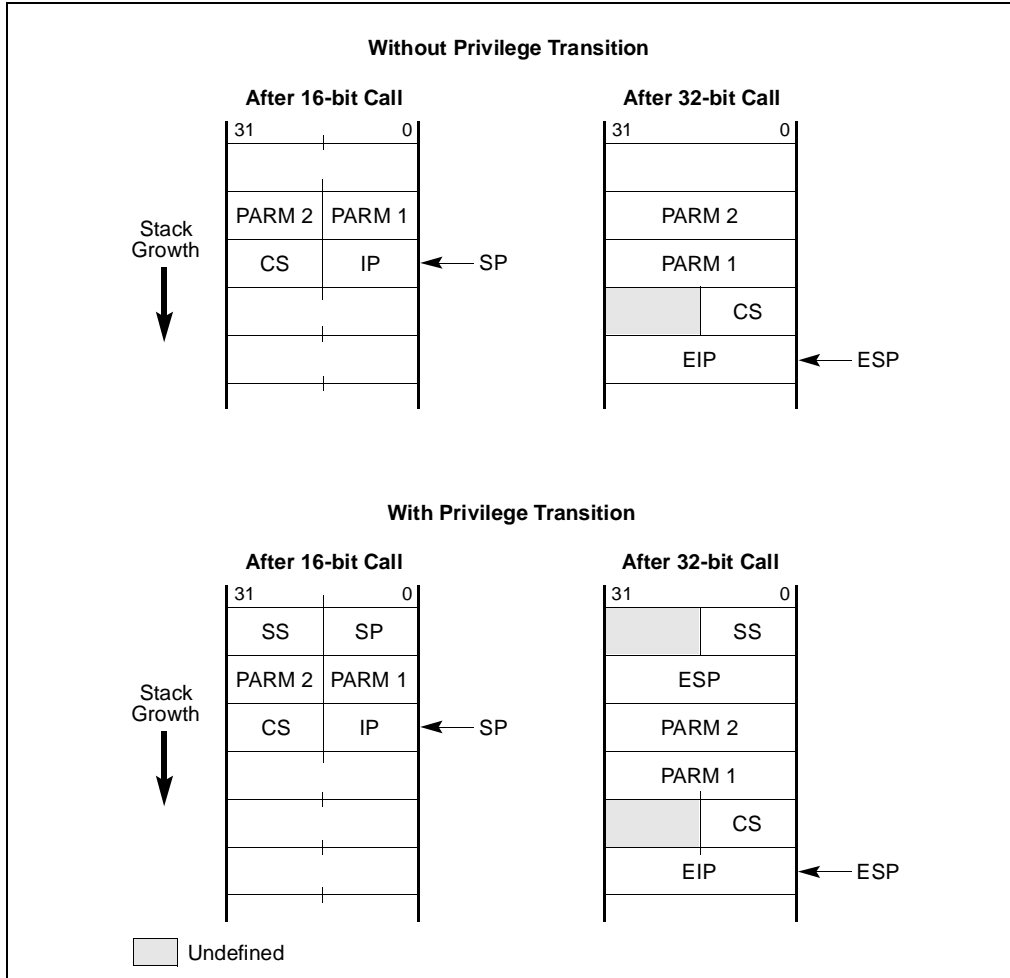 Without Privilege Transition
After 16-bit Call
After 32-bit Call
31 0
31 0
PARM 2 PARM 1
PARM 2
Stack
Growth
CS IP
SP
PARM 1
CS
EIP
ESP
With Privilege Transition
After 16-bit Call
After 32-bit Call
31 0
31 0
SS SP
SS
PARM 2 PARM 1
ESP
Stack
Growth
CS IP
SP
PARM 2
PARM 1
CS
EIP
ESP
Undefined